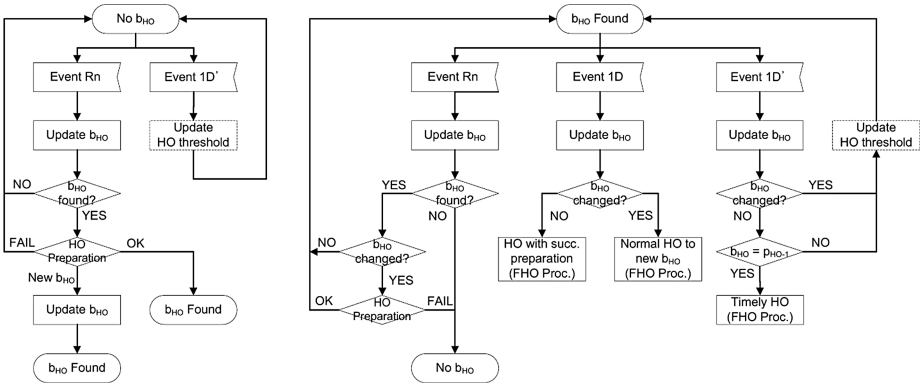 No bHO
Event Rn
Event 1D'
Update bHO
Update
HO threshold
NO
bHO
found?
YES
FAIL
HO
Preparation
OK
New bHO
Update bHO
bHO Found
bHO Found
bHO Found
Event Rn
Event 1D
Event 1D'
Update bHO
Update bHO
Update bHO
Update
HO threshold
YES
bHO
found?
NO
bHO
changed?
NO
YES
bHO
changed?
YES
NO
NO
bHO
changed?
YES
HO with succ.
preparation
(FHO Proc.)
Normal HO to
new bHO
(FHO Proc.)
bHO = pHO-1
NO
YES
OK
HO
Preparation
FAIL
Timely HO
(FHO Proc.)
No bHO